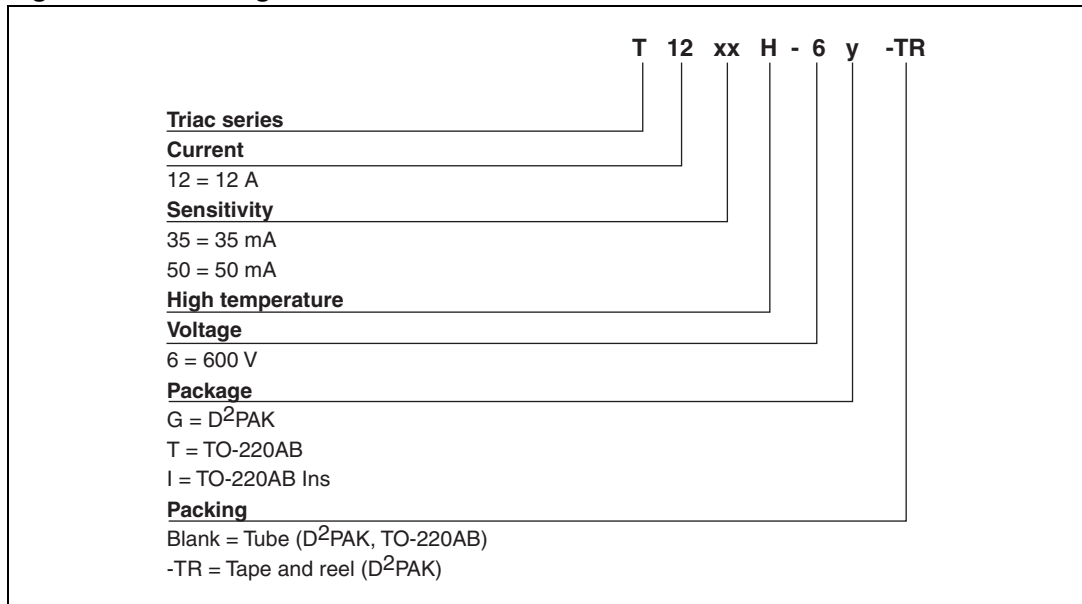 T 12 xx H - 6 y -TR
Triac series
Current
12 = 12 A
Sensitivity
35 = 35 mA
50 = 50 mA
High temperature
Voltage
6 = 600 V
Package
G = D²PAK
T = TO-220AB
I = TO-220AB Ins
Packing
Blank = Tube (D²PAK, TO-220AB)
-TR = Tape and reel (D²PAK)